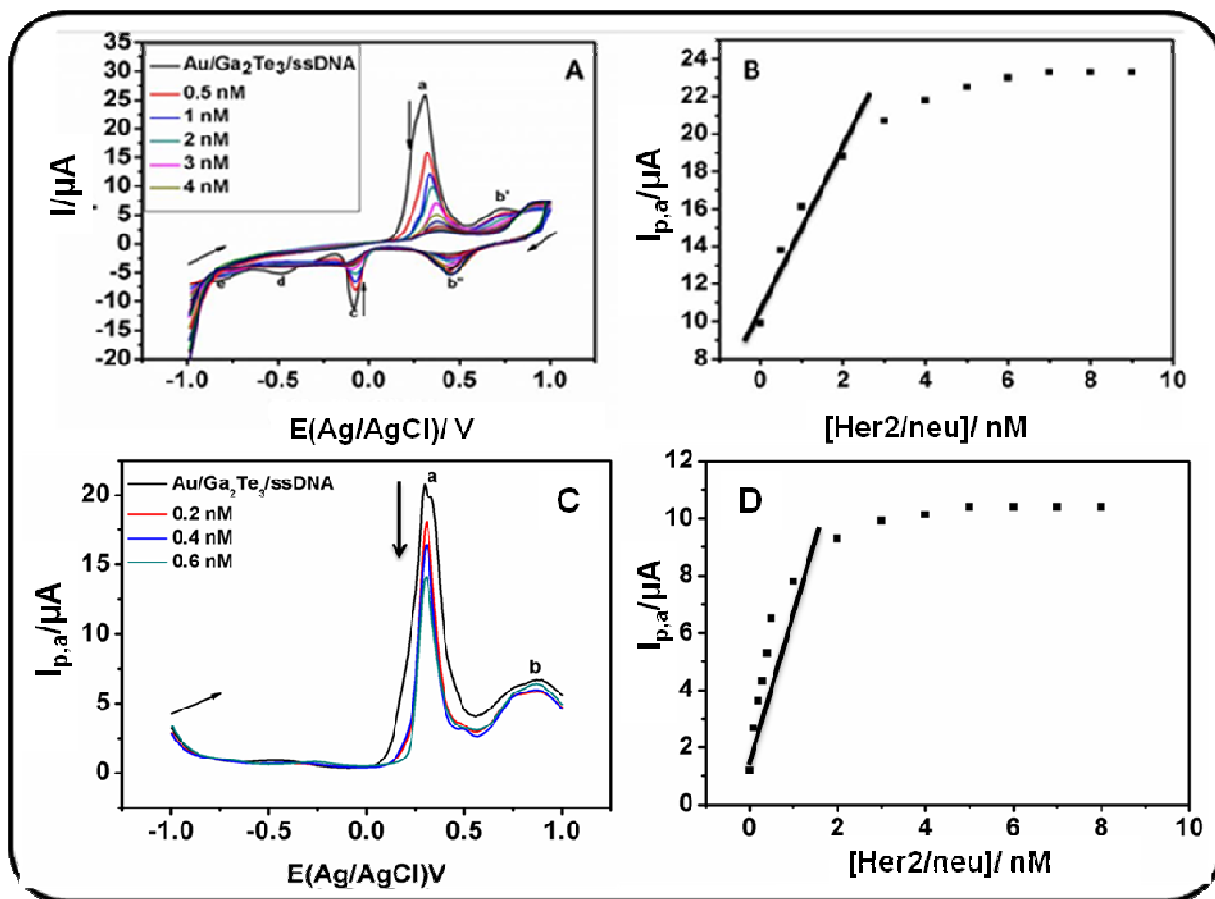 A
Au/Ga2Te3/ssDNA
0.5 nM
1 nM
2 nM
3 nM
4 nM
a
b'
b"
c
d
e
35
30
25
20
15
10
5
0
-5
-10
-15
-20
I/µA
-1.0 -0.5 0.0 0.5 1.0
E(Ag/AgCl)/ V
B
24
22
20
18
16
14
12
10
8
Ip,a/µA
0 2 4 6 8 10
[Her2/neu]/ nM
C
Au/Ga2Te3/ssDNA
0.2 nM
0.4 nM
0.6 nM
a
b
20
15
10
5
0
Ip,a/µA
-1.0 -0.5 0.0 0.5 1.0
E(Ag/AgCl)V
D
12
10
8
6
4
2
0
Ip,a/µA
0 2 4 6 8 10
[Her2/neu]/ nM